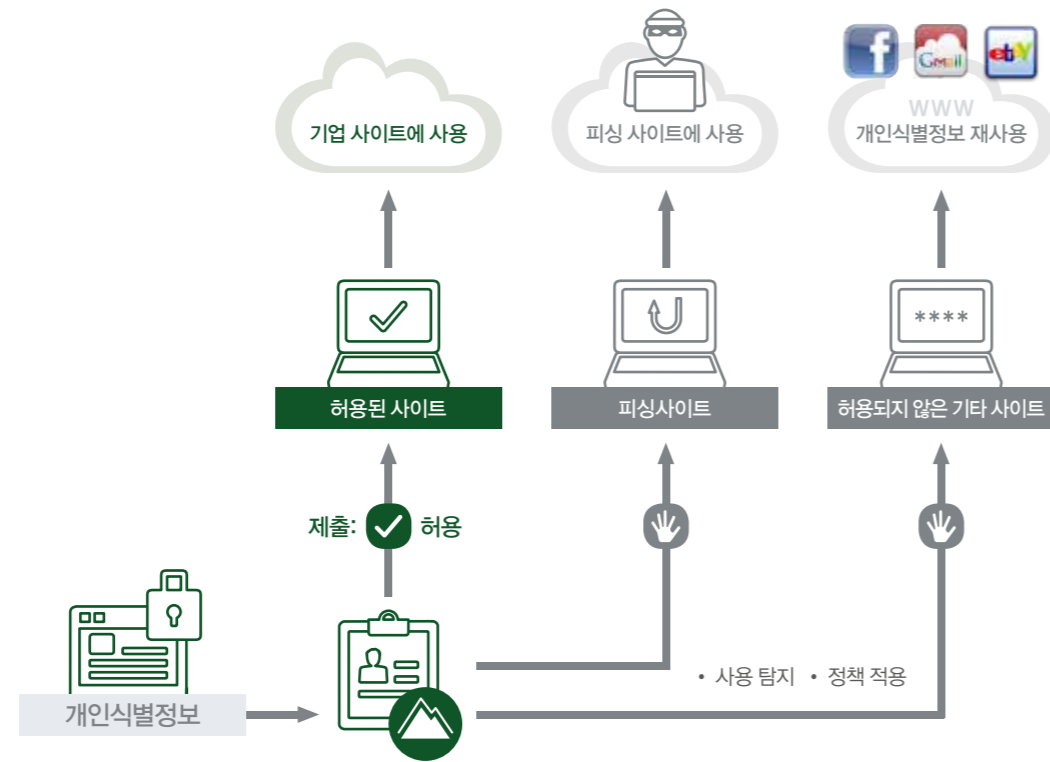 f
Gmail
ebY
WWW
기업 사이트에 사용
피싱 사이트에 사용
개인식별정보 재사용
****
허용된 사이트
피싱사이트
허용되지 않은 기타 사이트
제출:
허용
• 사용 탐지 • 정책 적용
개인식별정보